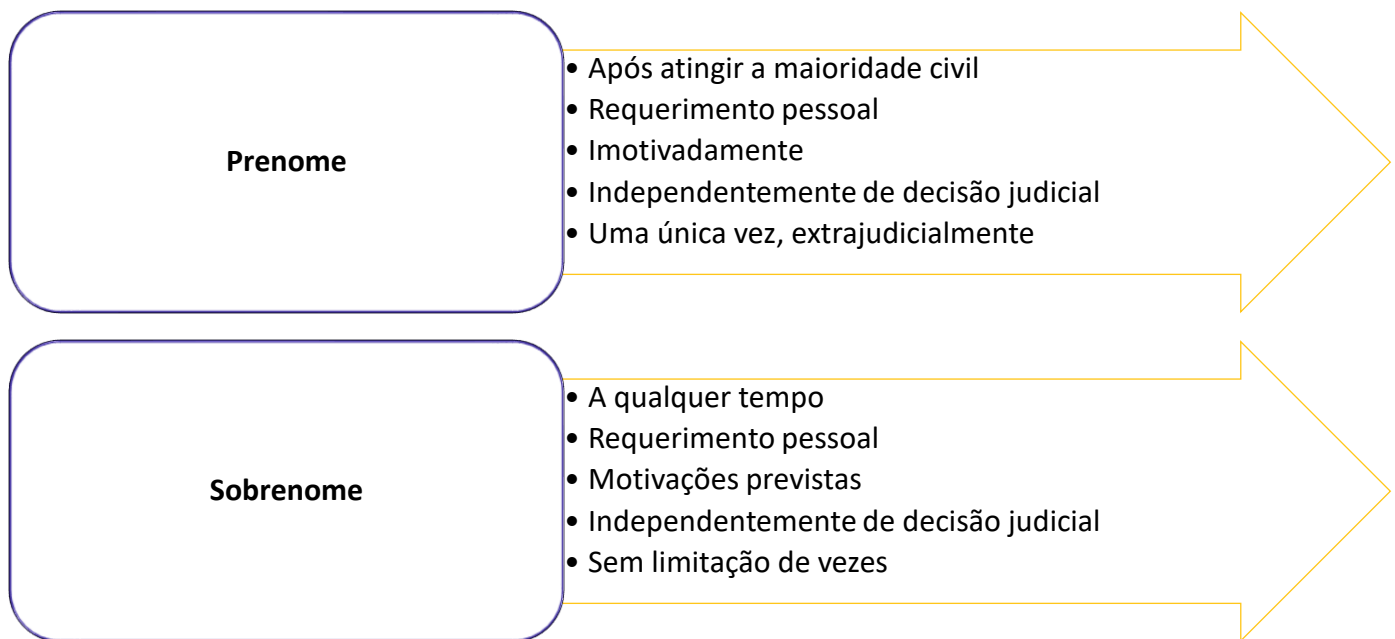 Prenome
• Após atingir a maioridade civil
• Requerimento pessoal
• Imotivadamente
• Independentemente de decisão judicial
• Uma única vez, extrajudicialmente
Sobrenome
• A qualquer tempo
• Requerimento pessoal
• Motivações previstas
• Independentemente de decisão judicial
• Sem limitação de vezes